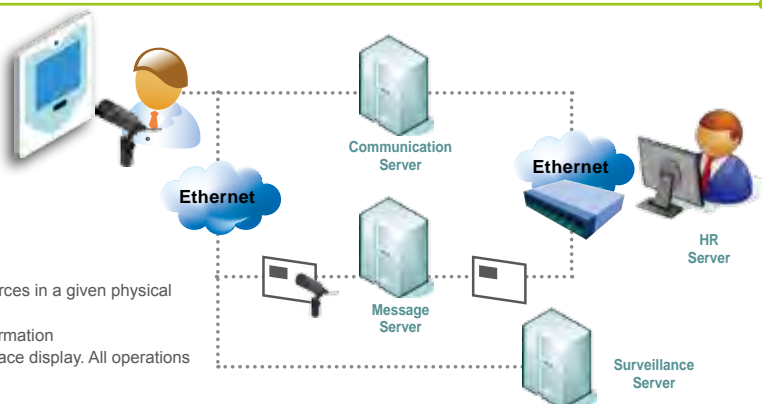 Communication
Server
Ethernet
Ethernet
HR
Server
rces in a given physical
Message
Server
rmation
ace display. All operations
Surveillance
Server